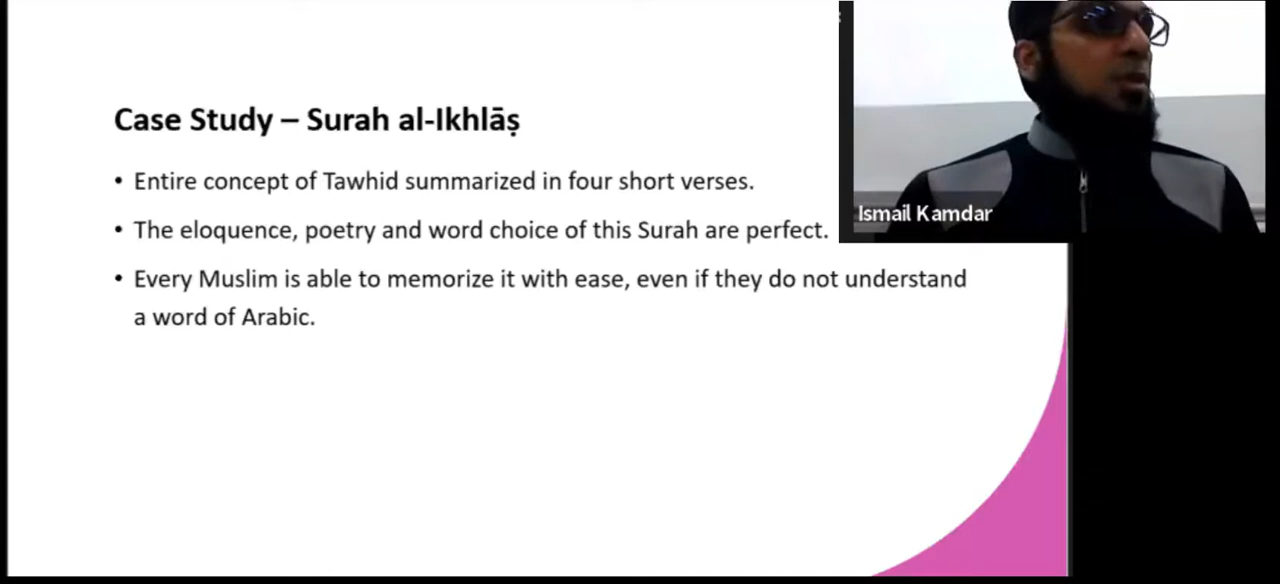 Case Study – Surah al-Ikhlāṣ
• Entire concept of Tawhid summarized in four short verses.
• The eloquence, poetry and word choice of this Surah are perfect.
• Every Muslim is able to memorize it with ease, even if they do not understand
a word of Arabic.
Ismail Kamdar